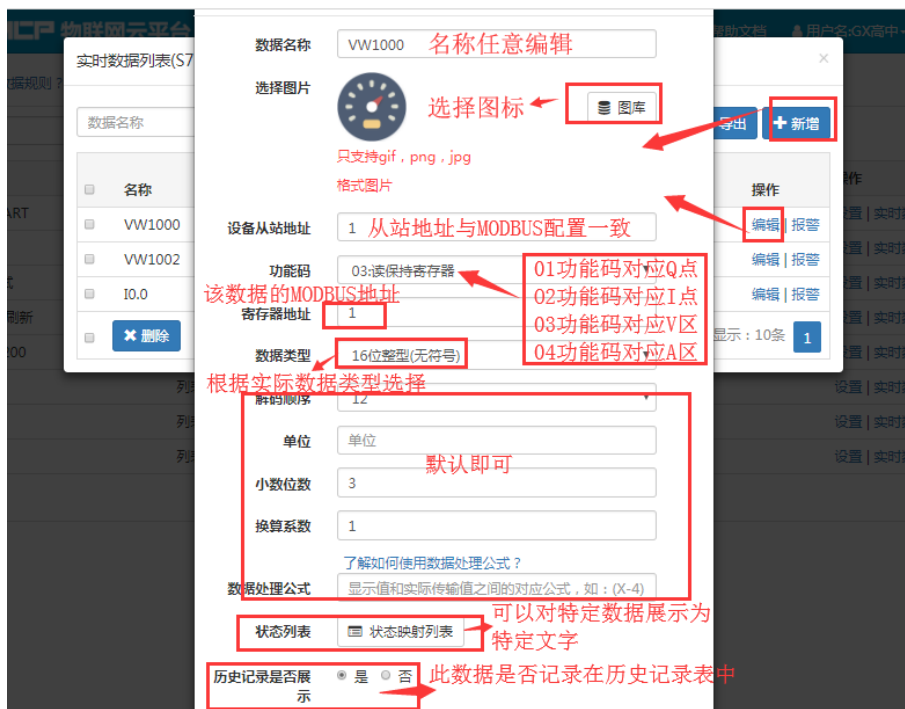 物联网云平台
帮助文档 用户名:GX高中
数据规则?
实时数据列表(S7 ×
数据名称
导出 新增
名称 操作
ART VW1000 编辑 | 报警
VW1002 编辑 | 报警
I0.0 编辑 | 报警
删除 显示：10条 1
数据名称 VW1000 名称任意编辑
选择图片 选择图标 图库
只支持gif，png，jpg
格式图片
设备从站地址 1 从站地址与MODBUS配置一致
功能码 03:读保持寄存器
01功能码对应Q点
02功能码对应I点
03功能码对应V区
04功能码对应A区
该数据的MODBUS地址
寄存器地址 1
数据类型 16位整型(无符号)
根据实际数据类型选择
解码顺序 12
单位 单位
默认即可
小数位数 3
换算系数 1
了解如何使用数据处理公式？
数据处理公式 显示值和实际传输值之间的对应公式，如：(X-4)
状态列表 状态映射列表
可以对特定数据展示为
特定文字
历史记录是否展
示
是 否 此数据是否记录在历史记录表中
刷新
200
设置 | 实时
设置 | 实时
设置 | 实时
设置 | 实时
设置 | 实时
设置 | 实时
设置 | 实时
设置 | 实时